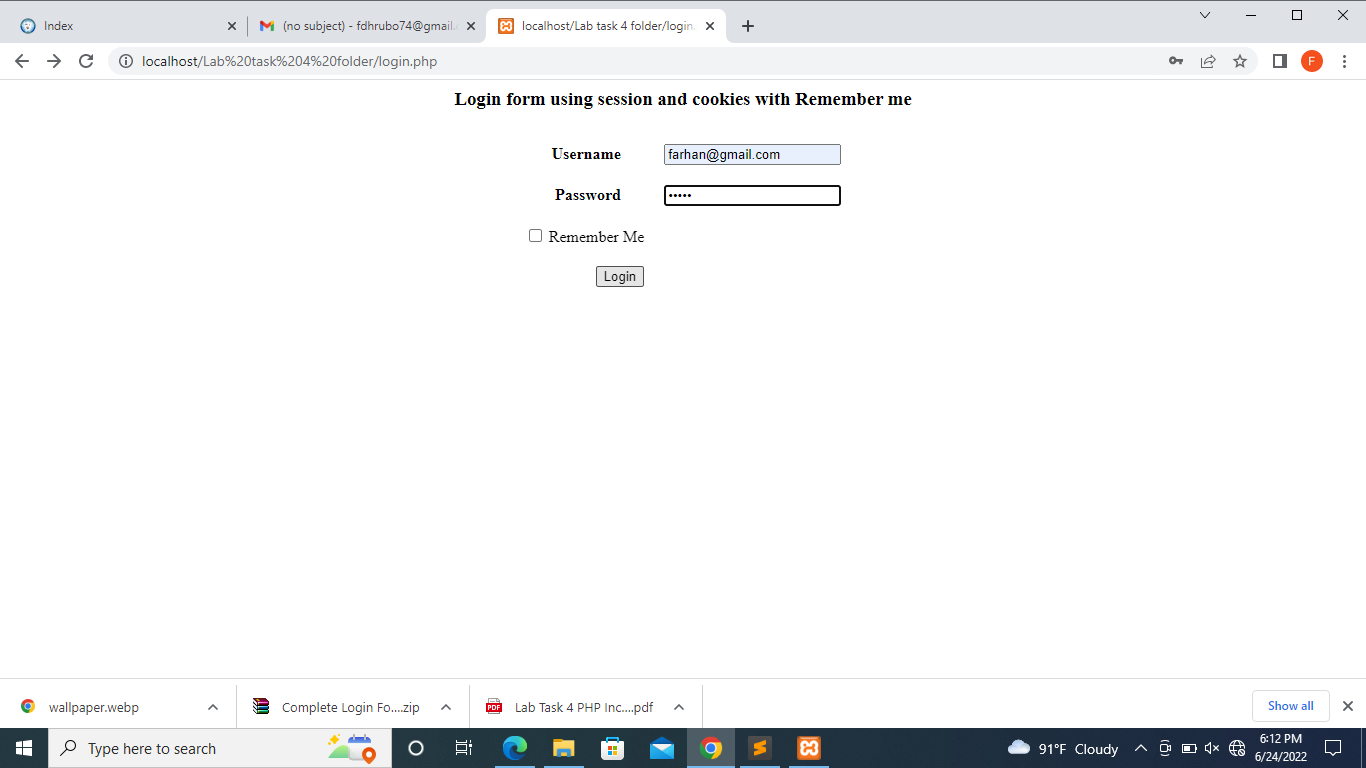 Index
(no subject) - fdhrubo74@gmail.
localhost/Lab task 4 folder/login.
localhost/Lab%20task%204%20folder/login.php
F
Login form using session and cookies with Remember me
Username farhan@gmail.com
Password •••••
Remember Me
Login
wallpaper.webp
Complete Login Fo....zip
PDF
Lab Task 4 PHP Inc....pdf
Show all
Type here to search
91°F Cloudy
6:12 PM
6/24/2022